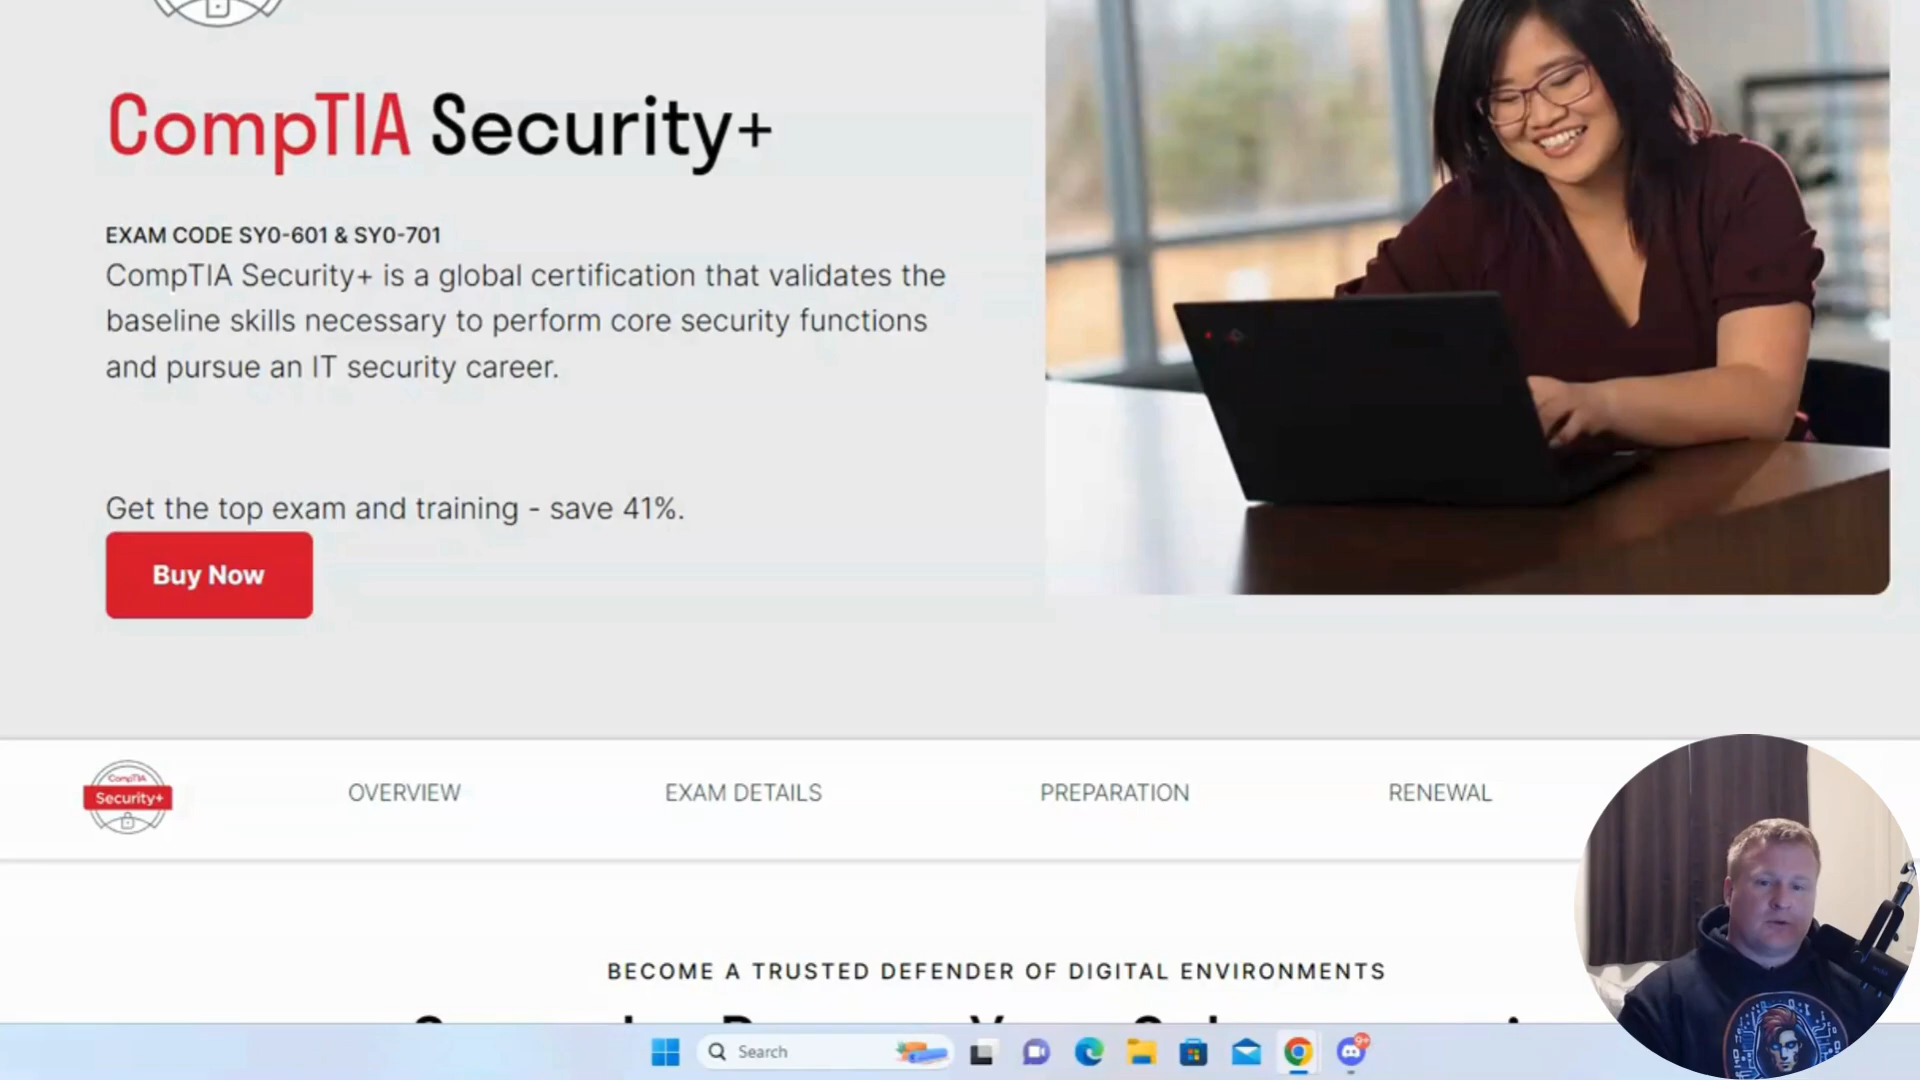 CompTIA Security+
EXAM CODE SY0-601 & SY0-701
CompTIA Security+ is a global certification that validates the
baseline skills necessary to perform core security functions
and pursue an IT security career.
Get the top exam and training - save 41%.
Buy Now
CompTIA
Security+
OVERVIEW
EXAM DETAILS
PREPARATION
RENEWAL
BECOME A TRUSTED DEFENDER OF DIGITAL ENVIRONMENTS
Search
9+